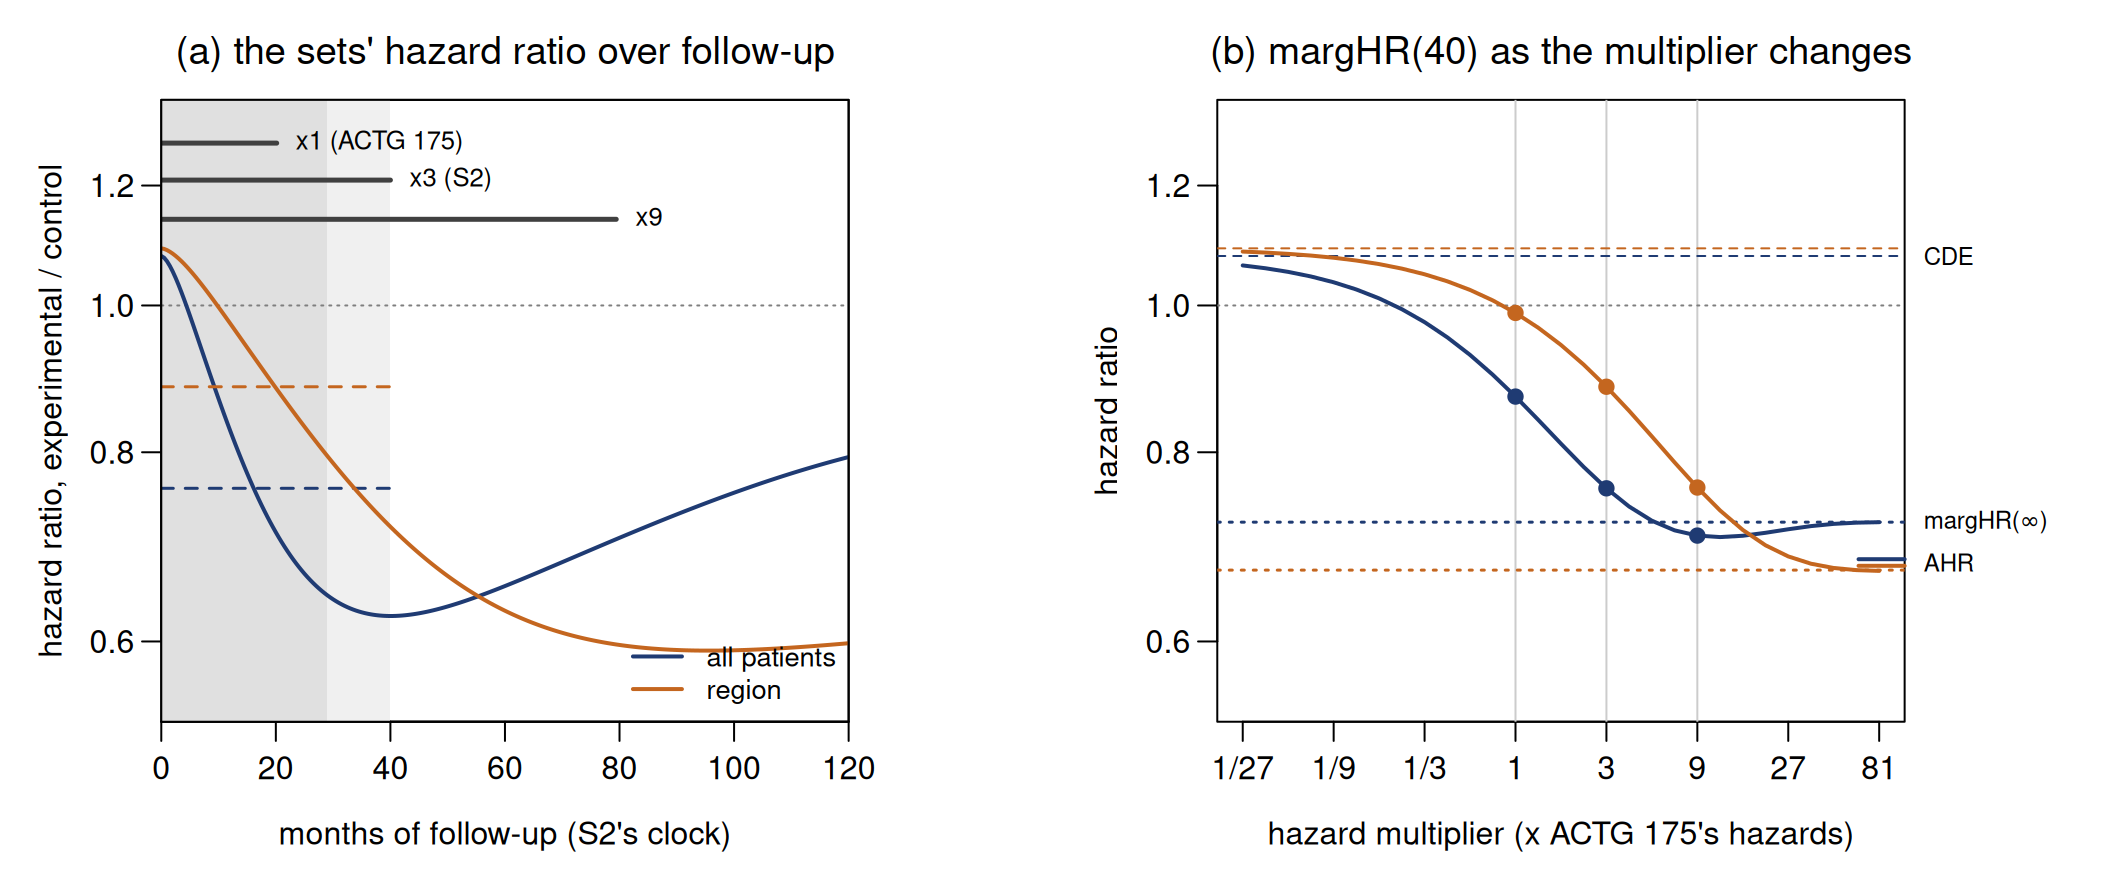 (a) the sets' hazard ratio over follow-up
hazard ratio, experimental / control
1.2
1.0
0.8
0.6
x1 (ACTG 175)
x3 (S2)
x9
all patients
region
0 20 40 60 80 100 120
months of follow-up (S2's clock)
(b) margHR(40) as the multiplier changes
hazard ratio
1.2
1.0
0.8
0.6
CDE
margHR(∞)
AHR
1/27 1/9 1/3 1 3 9 27 81
hazard multiplier (x ACTG 175's hazards)